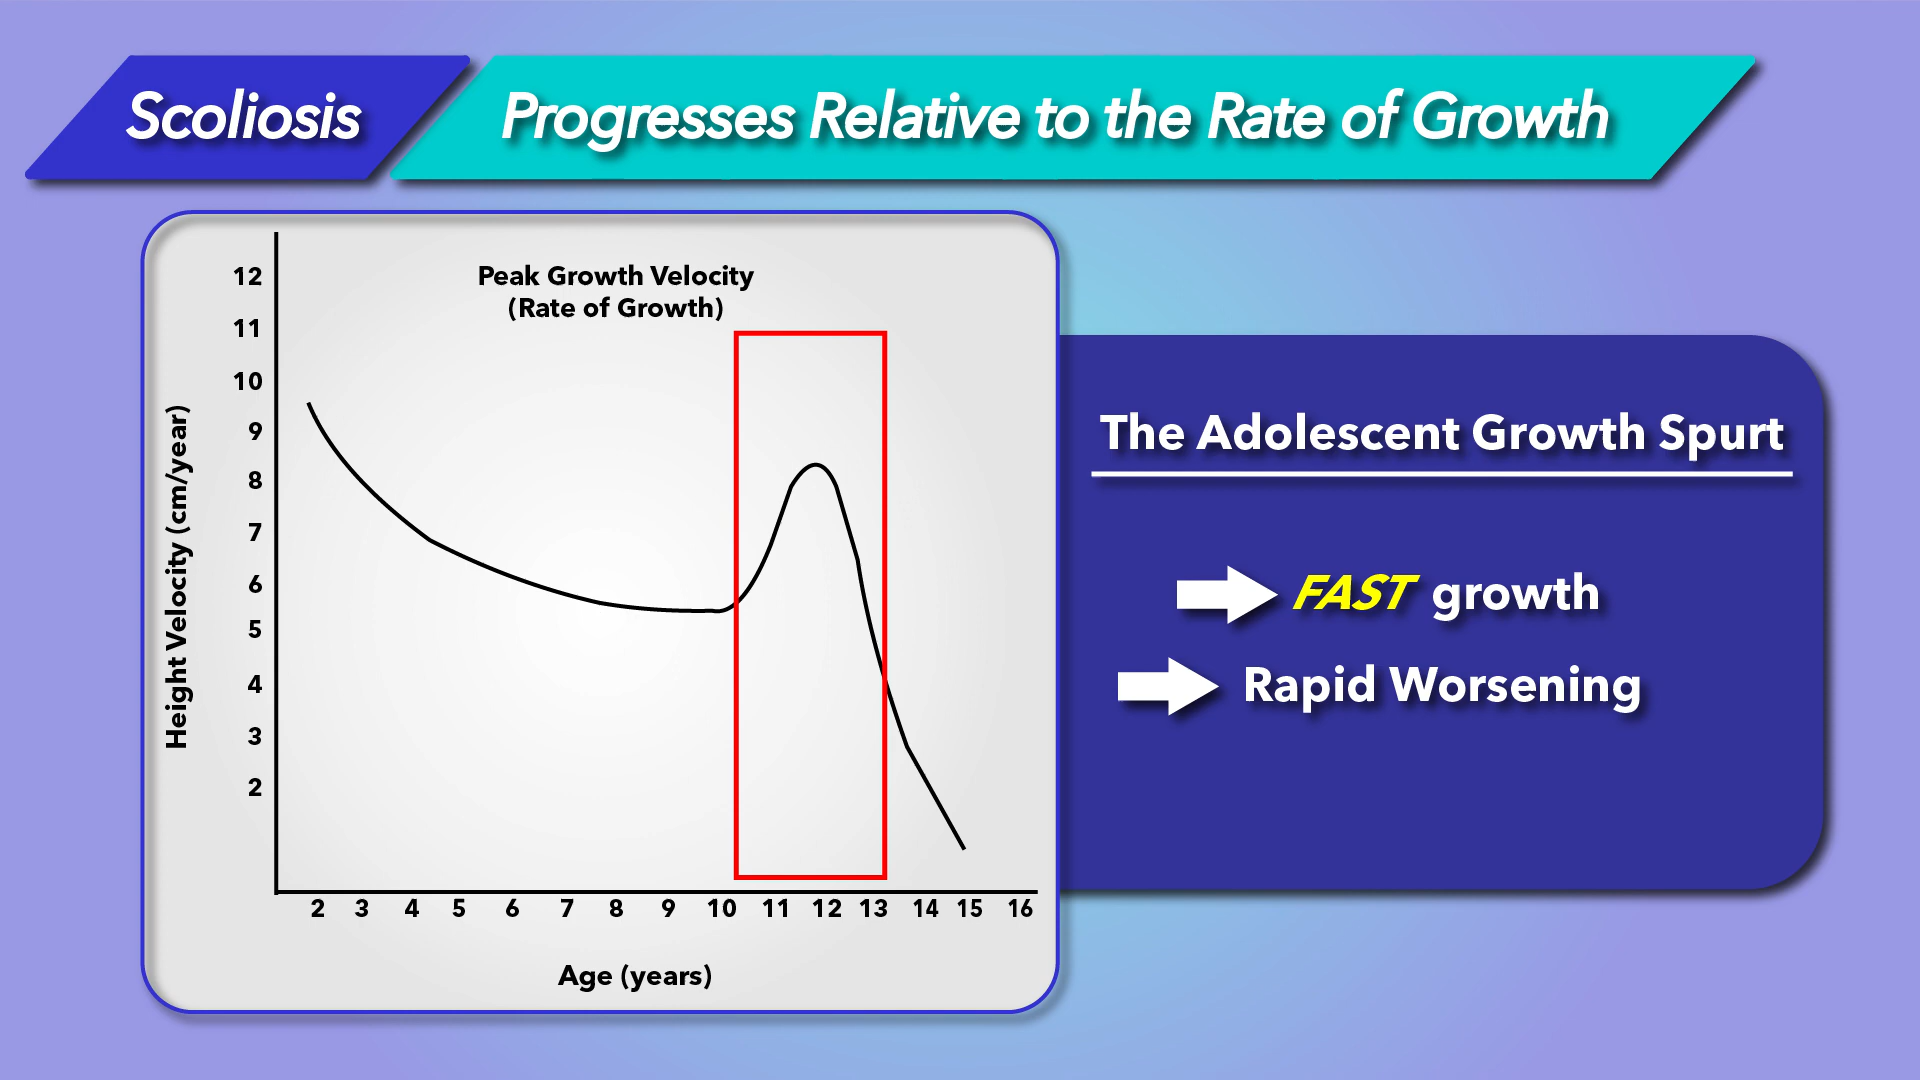 Scoliosis
Progresses Relative to the Rate of Growth
Peak Growth Velocity
(Rate of Growth)
12
11
10
9
8
7
6
5
4
3
2
Height Velocity (cm/year)
2 3 4 5 6 7 8 9 10 11 12 13 14 15 16
Age (years)
The Adolescent Growth Spurt
FAST growth
Rapid Worsening